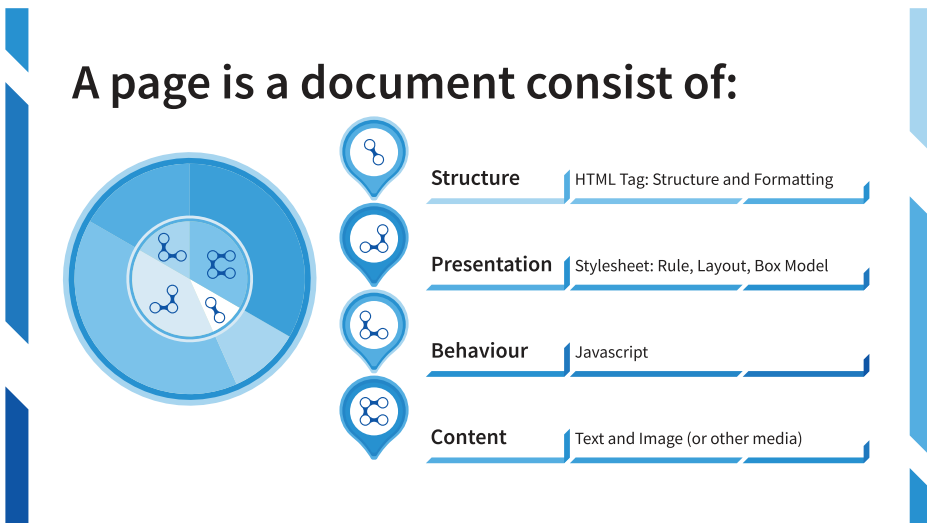 A page is a document consist of:
Structure
HTML Tag: Structure and Formatting
Presentation
Stylesheet: Rule, Layout, Box Model
Behaviour
Javascript
Content
Text and Image (or other media)